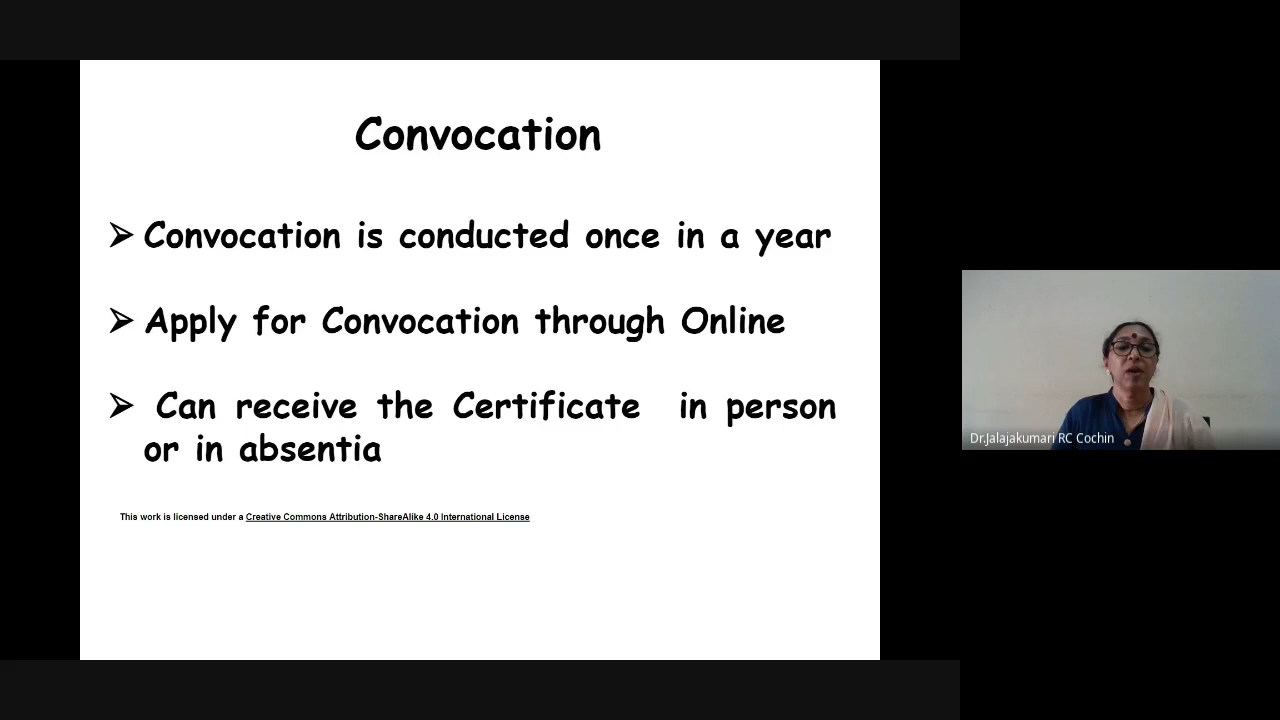 Convocation
➢ Convocation is conducted once in a year
➢ Apply for Convocation through Online
➢ Can receive the Certificate in person
or in absentia
This work is licensed under a Creative Commons Attribution-ShareAlike 4.0 International License
Dr.Jalajakumari RC Cochin